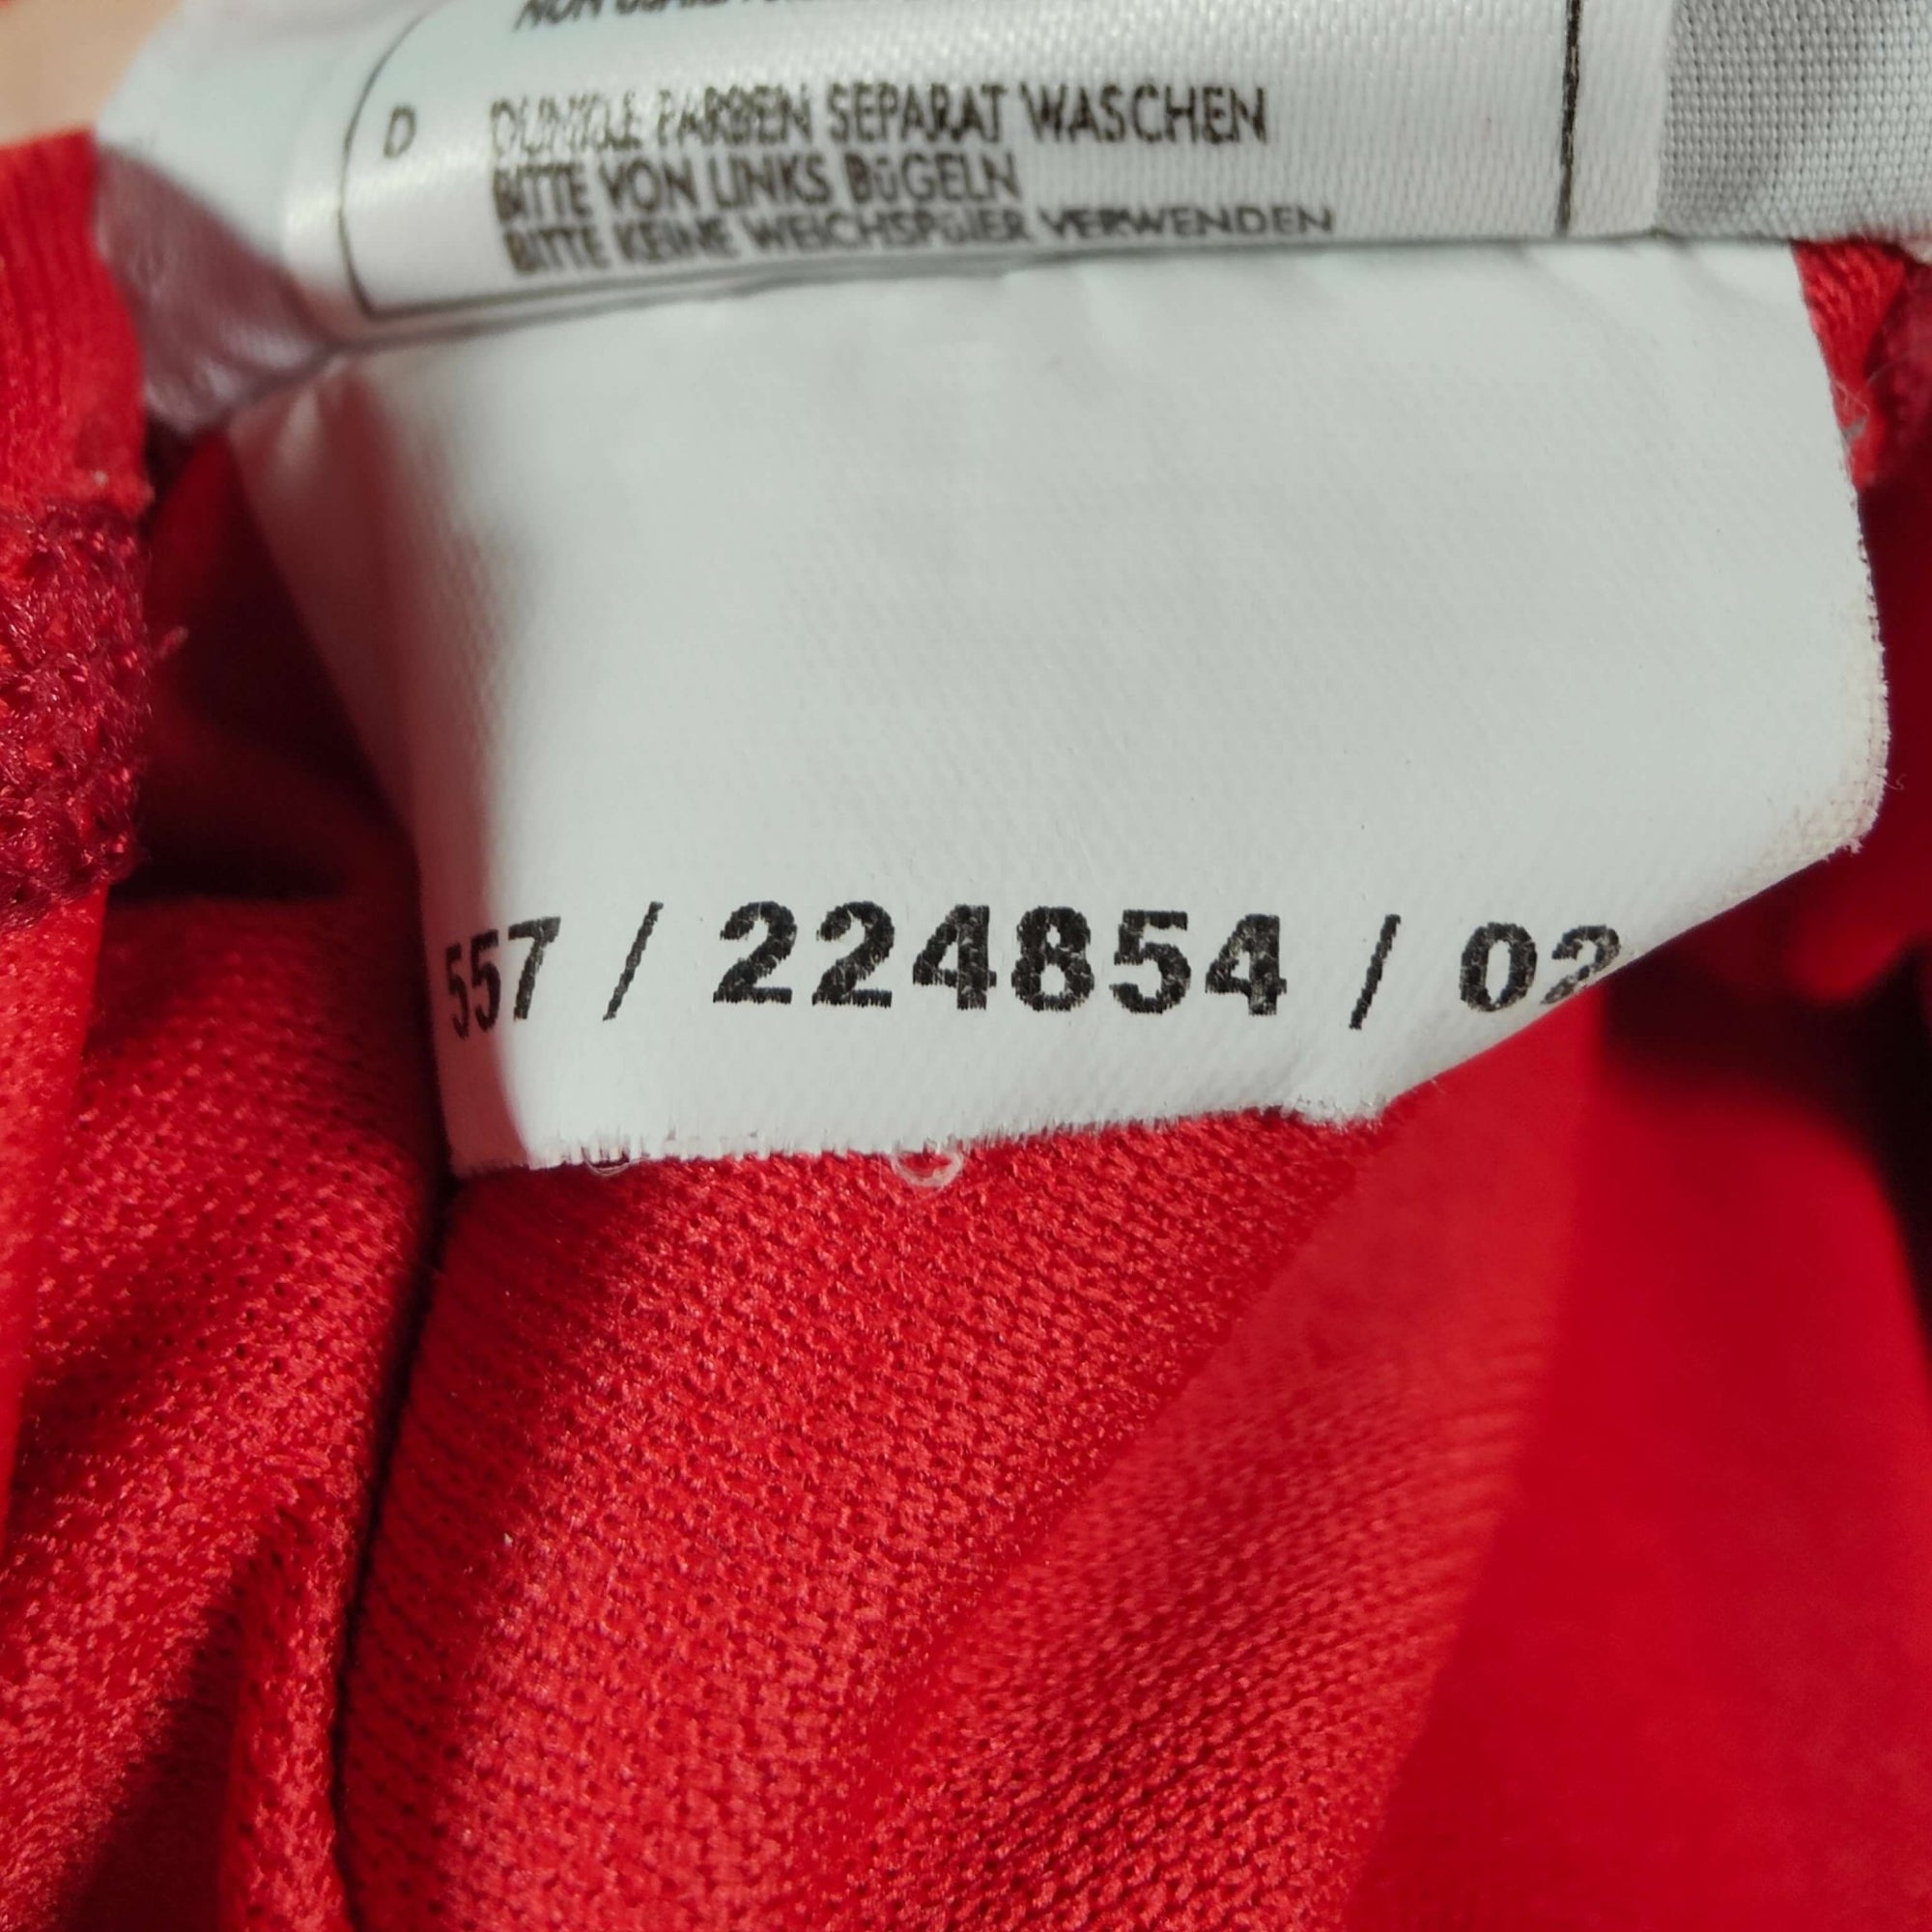 D DUNKLE FARBEN SEPARAT WASCHEN
BITTE VON LINKS BüGELN
BITTE KEINE WEICHSPüLER VERWENDEN
557 / 224854 / 02